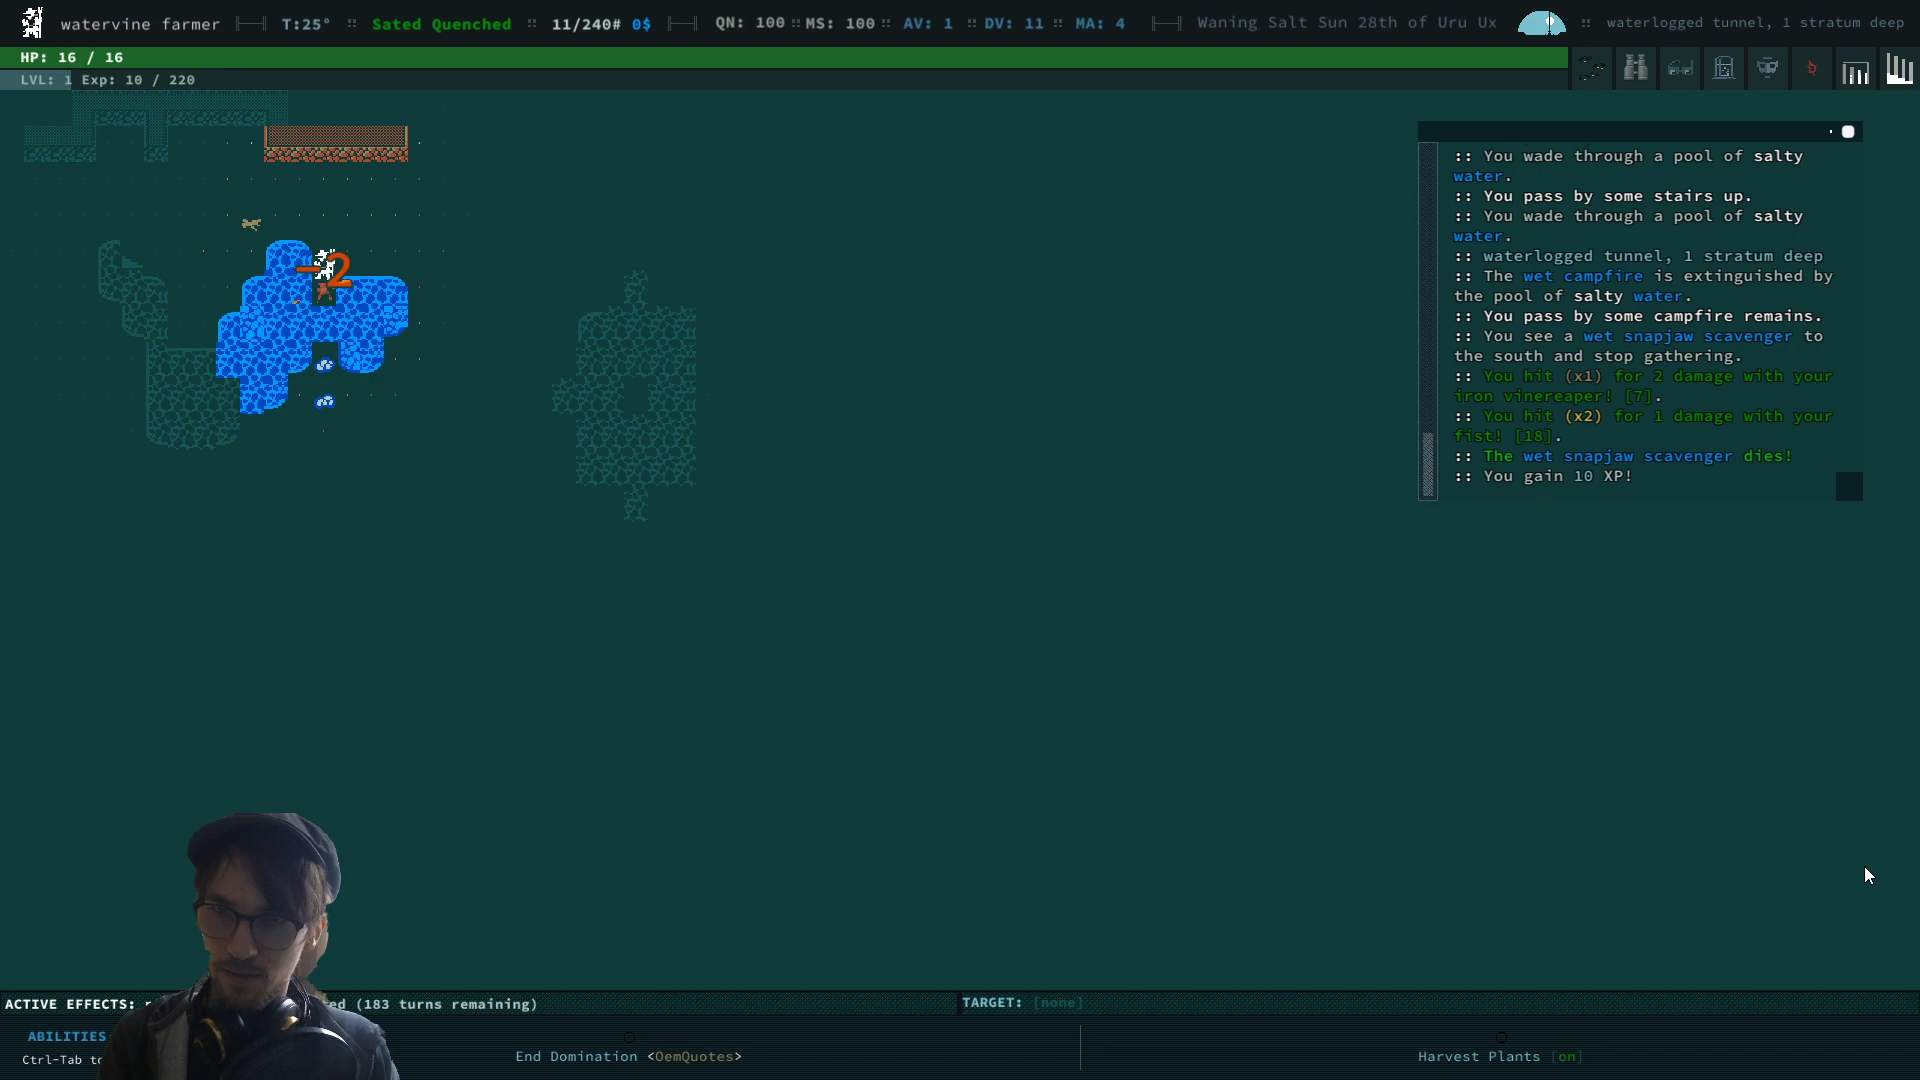 watervine farmer T:25° :: Sated Quenched :: 11/240# 0$ QN: 100 :: MS: 100 :: AV: 1 :: DV: 11 :: MA: 4 Waning Salt Sun 28th of Uru Ux :: waterlogged tunnel, 1 stratum deep
HP: 16 / 16
LVL: 1 Exp: 10 / 220
-2
:: You wade through a pool of salty
water.
:: You pass by some stairs up.
:: You wade through a pool of salty
water.
:: waterlogged tunnel, 1 stratum deep
:: The wet campfire is extinguished by
the pool of salty water.
:: You pass by some campfire remains.
:: You see a wet snapjaw scavenger to
the south and stop gathering.
:: You hit (x1) for 2 damage with your
iron vinereaper! [7].
:: You hit (x2) for 1 damage with your
fist! [18].
:: The wet snapjaw scavenger dies!
:: You gain 10 XP!
ACTIVE EFFECTS: (183 turns remaining)
TARGET: [none]
ABILITIES
Ctrl-Tab
End Domination <OemQuotes>
Harvest Plants [on]